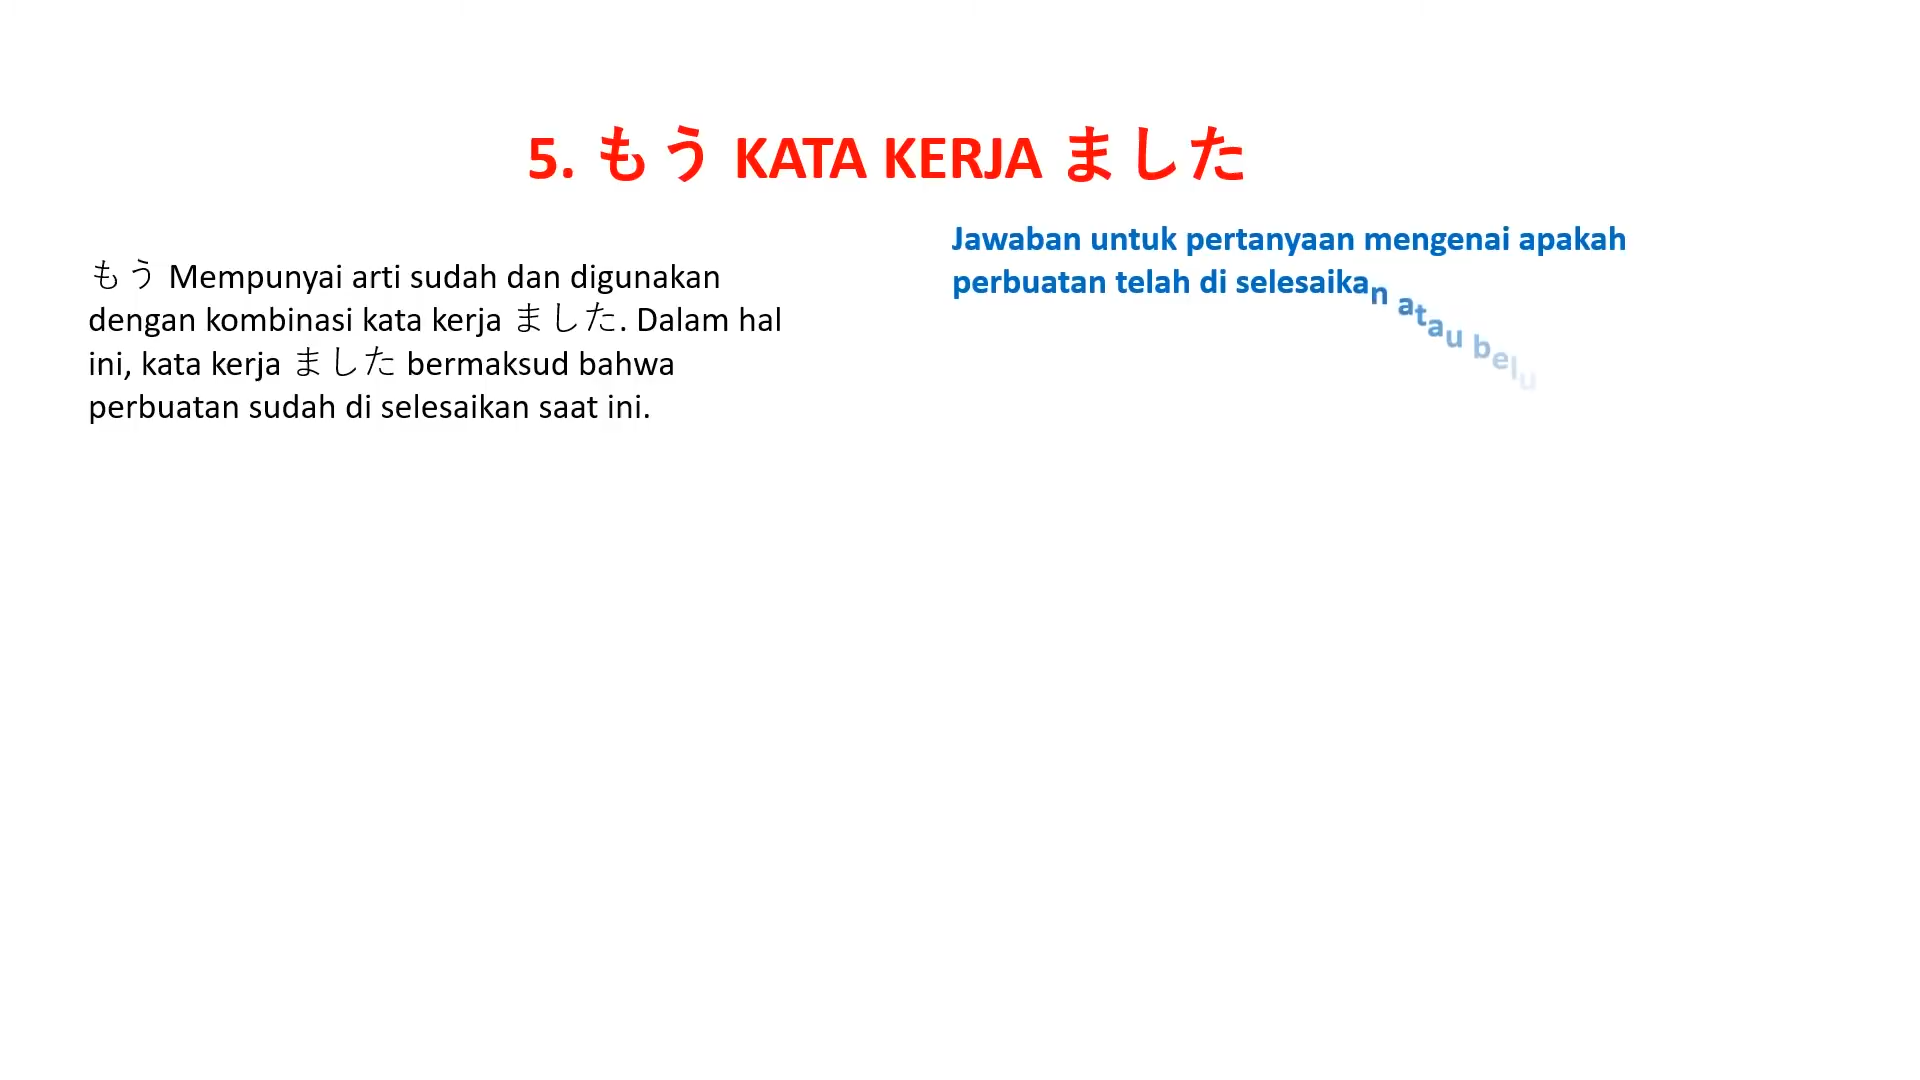 5. もう KATA KERJA ました
もう Mempunyai arti sudah dan digunakan
dengan kombinasi kata kerja ました. Dalam hal
ini, kata kerja ました bermaksud bahwa
perbuatan sudah di selesaikan saat ini.
Jawaban untuk pertanyaan mengenai apakah
perbuatan telah di selesaikan atau belu